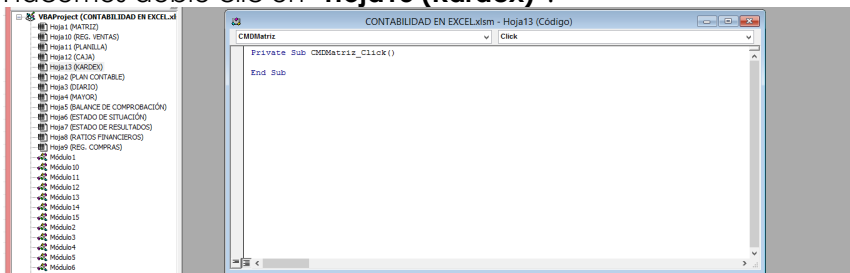 Hacemos doble clic en "Hoja13 (Kardex)".
VBAProject (CONTABILIDAD EN EXCEL.xl
Hoja1 (MATRIZ)
Hoja10 (REG. VENTAS)
Hoja11 (PLANILLA)
Hoja12 (CAJA)
Hoja13 (KARDEX)
Hoja2 (PLAN CONTABLE)
Hoja3 (DIARIO)
Hoja4 (MAYOR)
Hoja5 (BALANCE DE COMPROBACIÓN)
Hoja6 (ESTADO DE SITUACIÓN)
Hoja7 (ESTADO DE RESULTADOS)
Hoja8 (RATIOS FINANCIEROS)
Hoja9 (REG. COMPRAS)
Módulo1
Módulo10
Módulo11
Módulo12
Módulo13
Módulo14
Módulo15
Módulo2
Módulo3
Módulo4
Módulo5
Módulo6
CONTABILIDAD EN EXCEL.xlsm - Hoja13 (Código)
CMDMatriz
Click
Private Sub CMDMatriz_Click()
End Sub